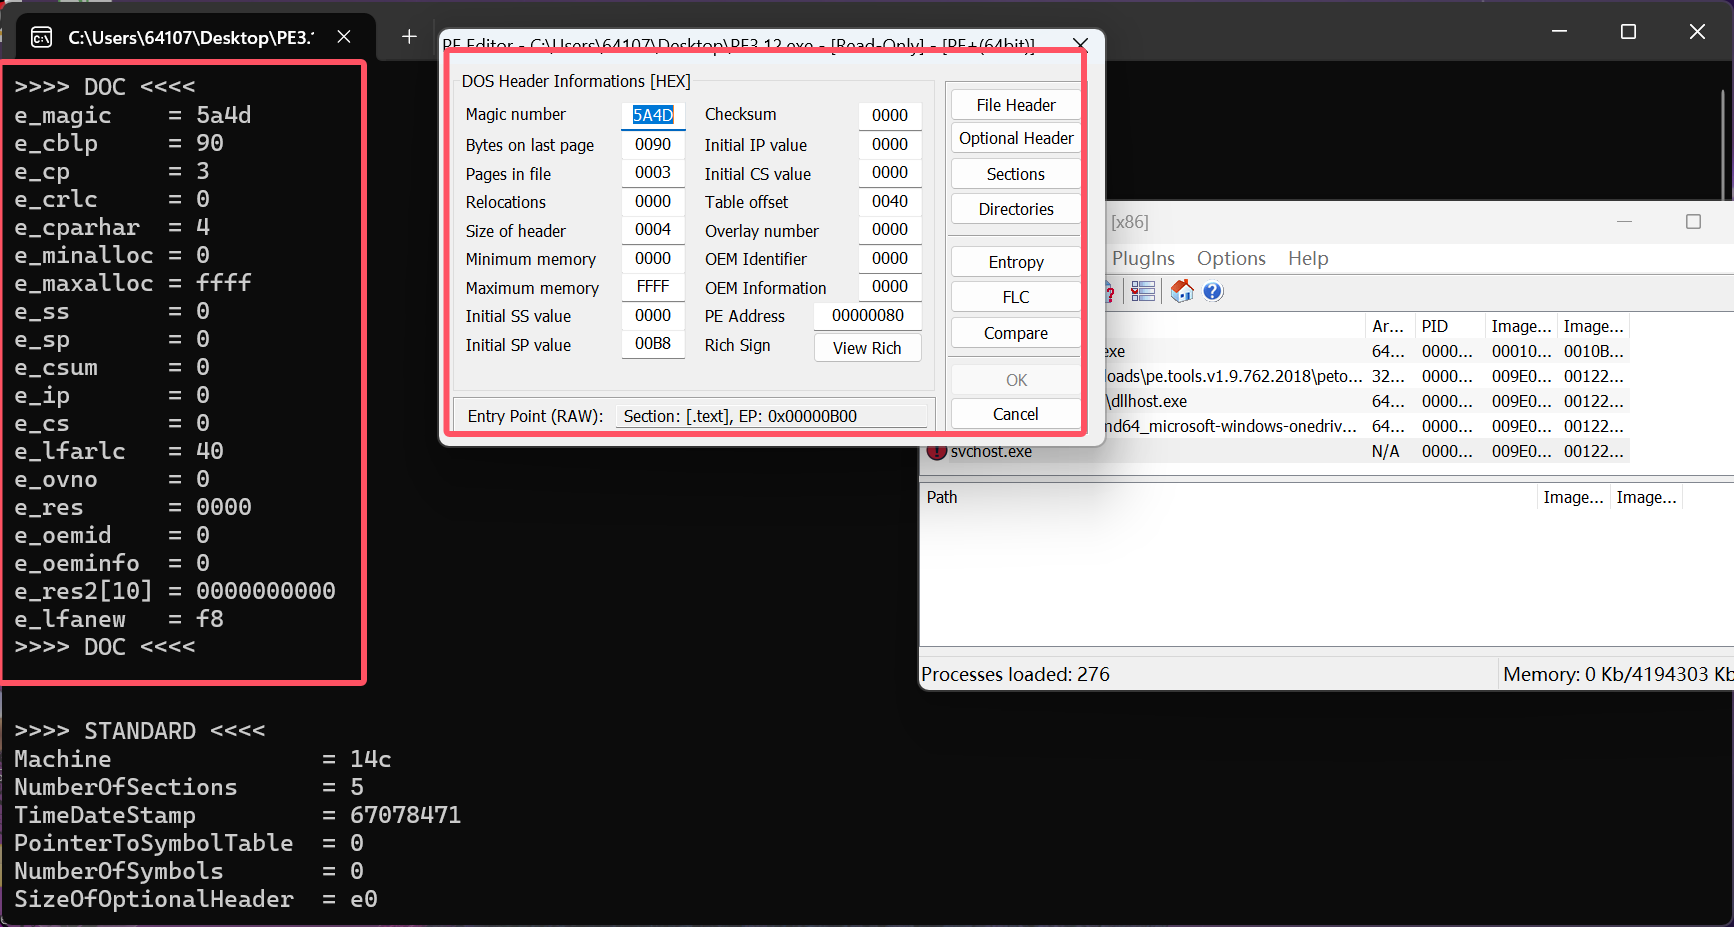 C:\Users\64107\Desktop\PE3.1
>>>> DOC <<<<
e_magic = 5a4d
e_cblp = 90
e_cp = 3
e_crlc = 0
e_cparhar = 4
e_minalloc = 0
e_maxalloc = ffff
e_ss = 0
e_sp = 0
e_csum = 0
e_ip = 0
e_cs = 0
e_lfarlc = 40
e_ovno = 0
e_res = 0000
e_oemid = 0
e_oeminfo = 0
e_res2[10] = 0000000000
e_lfanew = f8
>>>> DOC <<<<
>>>> STANDARD <<<<
Machine = 14c
NumberOfSections = 5
TimeDateStamp = 67078471
PointerToSymbolTable = 0
NumberOfSymbols = 0
SizeOfOptionalHeader = e0
PE Editor - C:\Users\64107\Desktop\PE3.12.exe - [Read-Only] - [PE+(64bit)]
DOS Header Informations [HEX]
Magic number 5A4D Checksum 0000
Bytes on last page 0090 Initial IP value 0000
Pages in file 0003 Initial CS value 0000
Relocations 0000 Table offset 0040
Size of header 0004 Overlay number 0000
Minimum memory 0000 OEM Identifier 0000
Maximum memory FFFF OEM Information 0000
Initial SS value 0000 PE Address 00000080
Initial SP value 00B8 Rich Sign View Rich
Entry Point (RAW): Section: [.text], EP: 0x00000B00
File Header
Optional Header
Sections
Directories
Entropy
FLC
Compare
OK
Cancel
[x86]
PlugIns Options Help
Ar... PID Image... Image...
exe 64... 0000... 00010... 0010B...
loads\pe.tools.v1.9.762.2018\peto... 32... 0000... 009E0... 00122...
\dllhost.exe 64... 0000... 009E0... 00122...
md64_microsoft-windows-onedriv... 64... 0000... 009E0... 00122...
svchost.exe N/A 0000... 009E0... 00122...
Path Image... Image...
Processes loaded: 276 Memory: 0 Kb/4194303 Kb